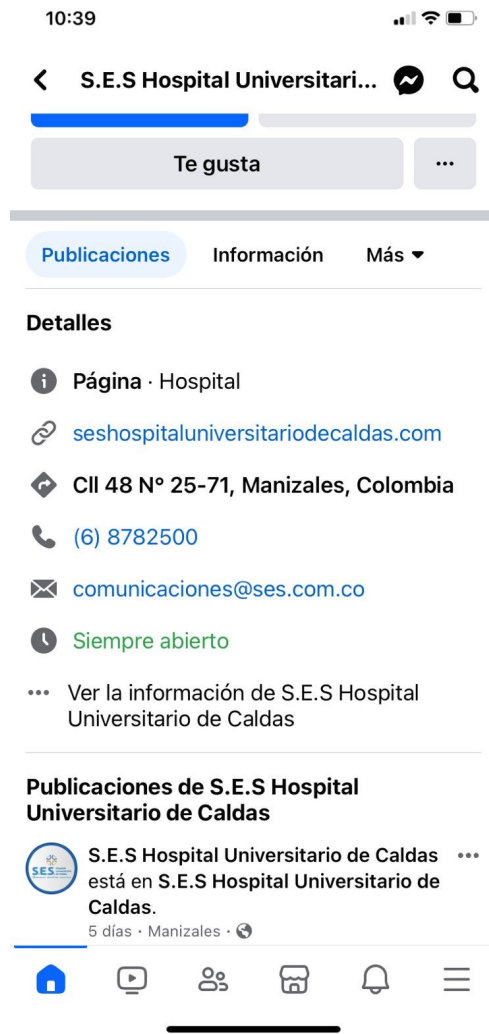 10:39
S.E.S Hospital Universitari...
Te gusta
...
Publicaciones Información Más
Detalles
Página · Hospital
seshospitaluniversitariodecaldas.com
Cll 48 Nº 25-71, Manizales, Colombia
(6) 8782500
comunicaciones@ses.com.co
Siempre abierto
Ver la información de S.E.S Hospital
Universitario de Caldas
Publicaciones de S.E.S Hospital
Universitario de Caldas
SES
S.E.S Hospital Universitario de Caldas
está en S.E.S Hospital Universitario de
Caldas.
5 días · Manizales ·